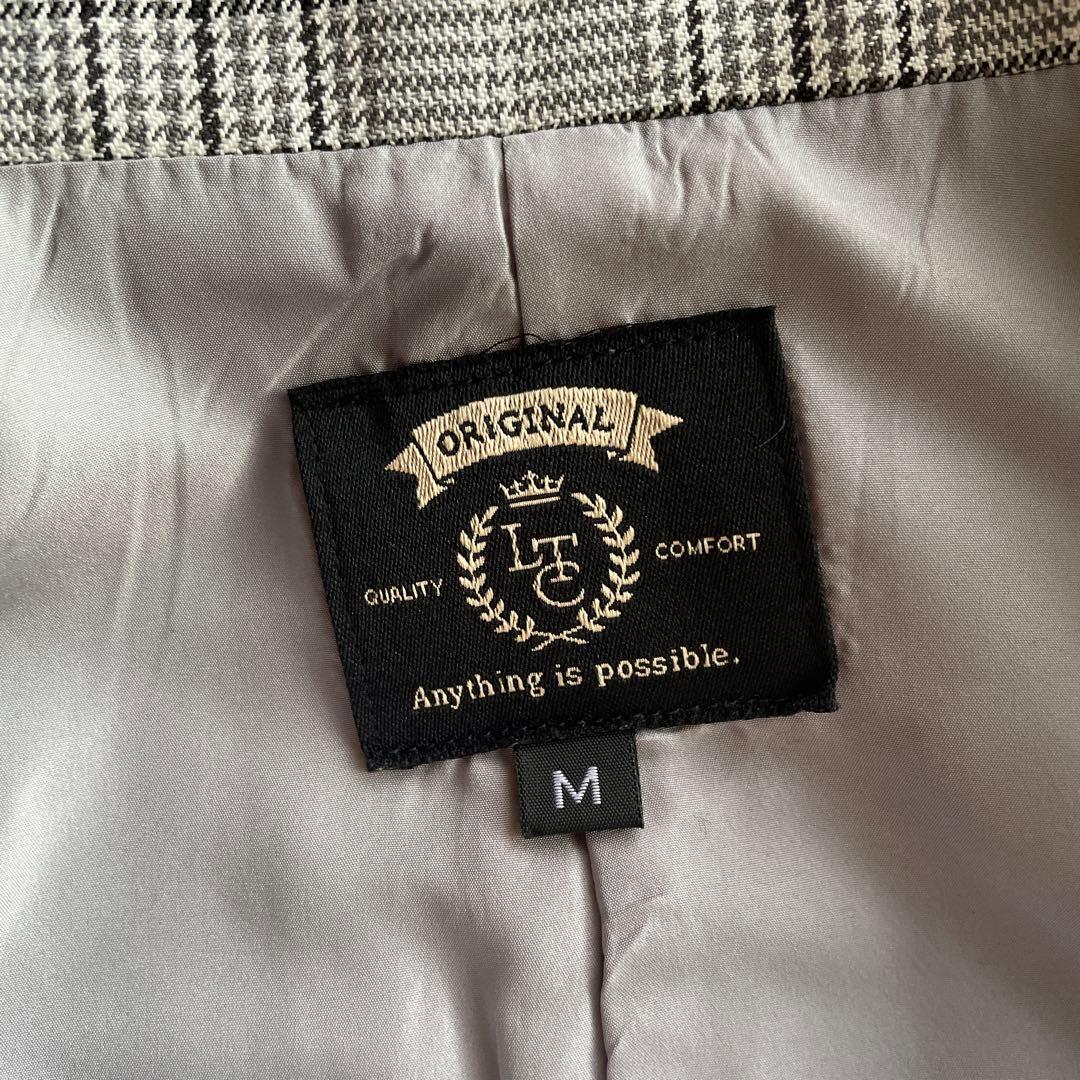 ORIGINAL
LTC
QUALITY COMFORT
Anything is possible.
M